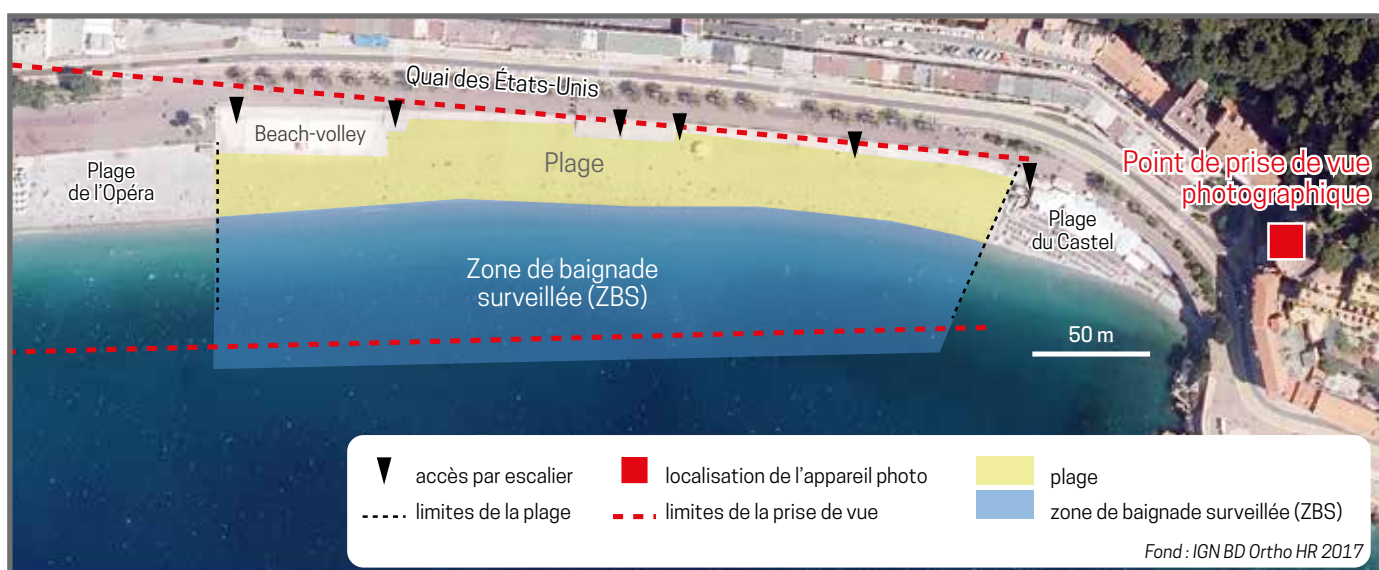 Quai des États-Unis
Beach-volley
Plage
de l'Opéra
Plage
Point de prise de vue
photographique
Plage
du Castel
Zone de baignade
surveillée (ZBS)
50 m
accès par escalier
localisation de l'appareil photo
plage
limites de la plage
limites de la prise de vue
zone de baignade surveillée (ZBS)
Fond : IGN BD Ortho HR 2017